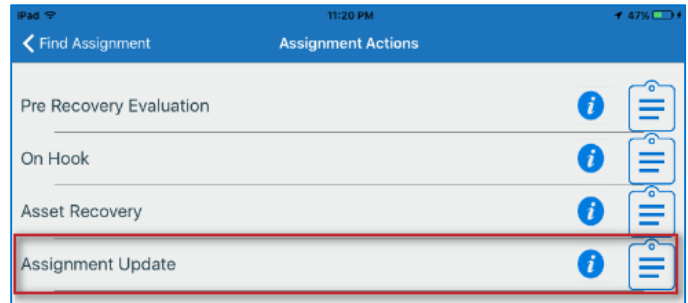 iPad 11:20 PM 47%
Find Assignment Assignment Actions
Pre Recovery Evaluation i
On Hook i
Asset Recovery i
Assignment Update i